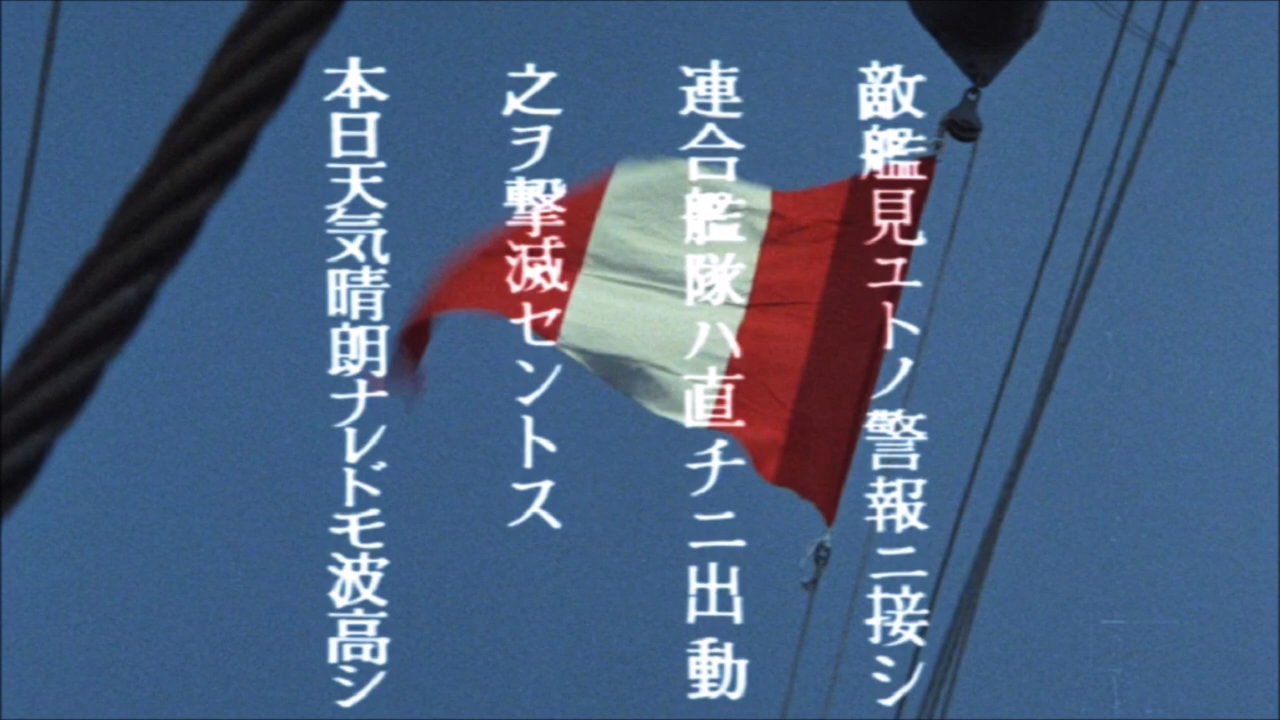 敵艦見ユトノ警報ニ接シ
連合艦隊ハ直チニ出動
之ヲ撃滅セントス
本日天気晴朗ナレドモ波高シ